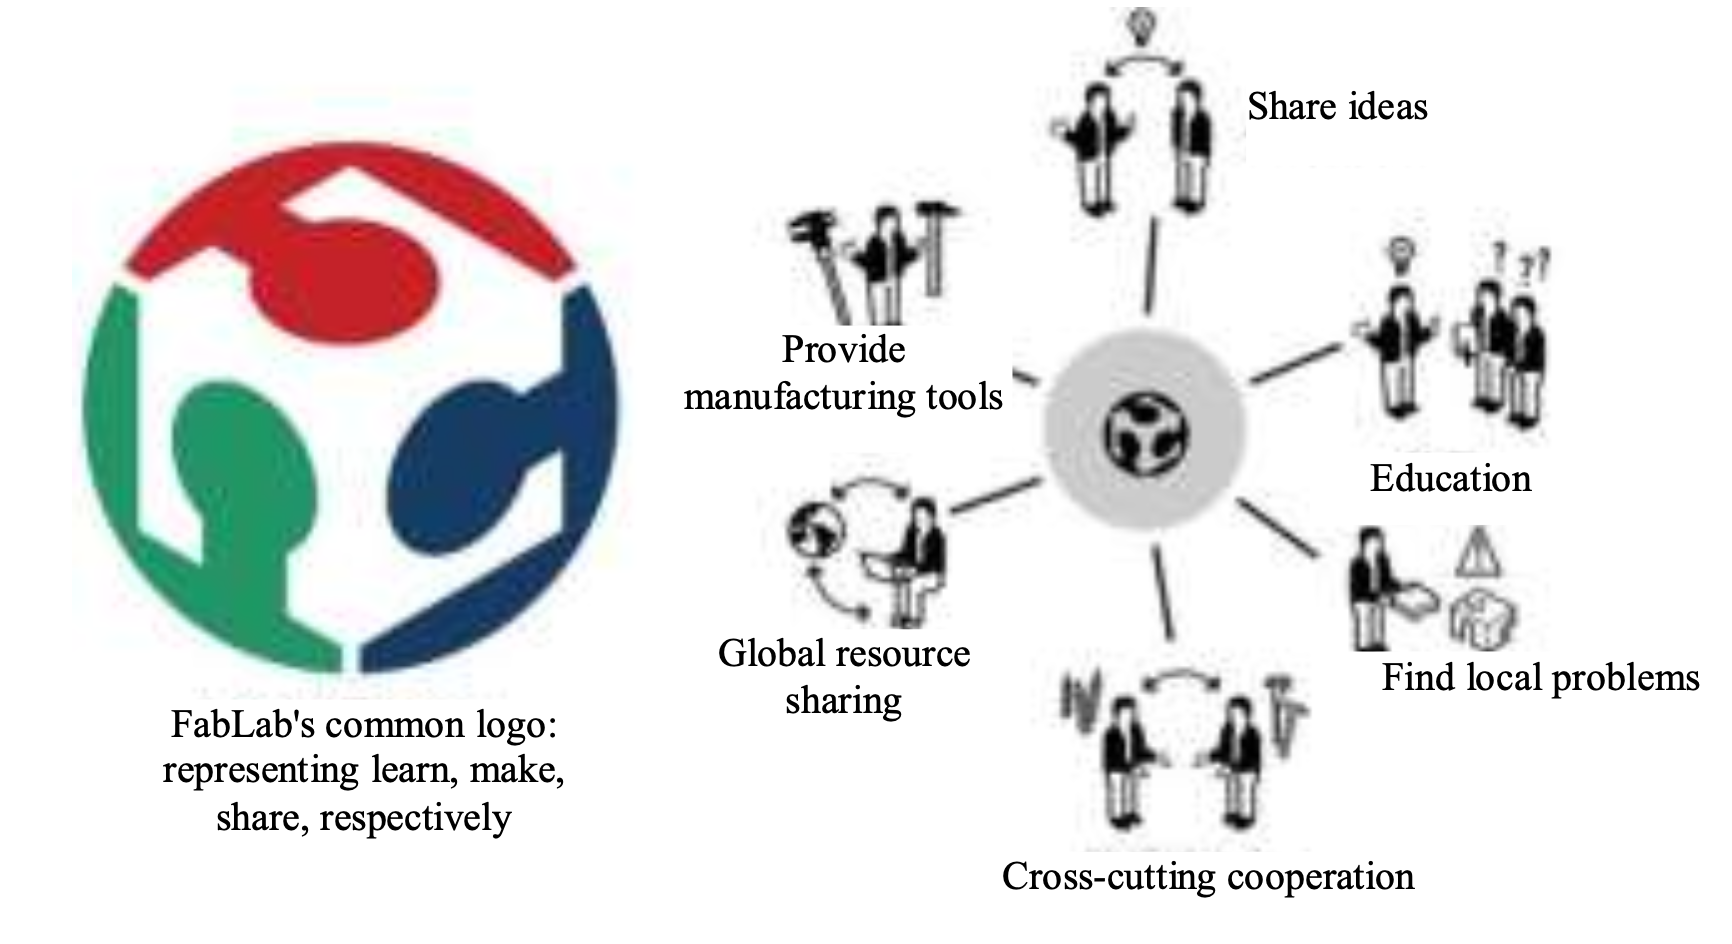 Share ideas
Provide
manufacturing tools
? ??
Education
Global resource
sharing
Find local problems
FabLab's common logo:
representing learn, make,
share, respectively
Cross-cutting cooperation